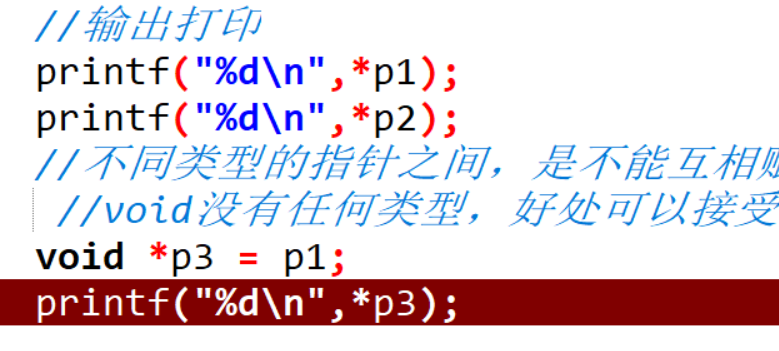 //输出打印
printf("%d\n",*p1);
printf("%d\n",*p2);
//不同类型的指针之间，是不能互相
//void没有任何类型，好处可以接受
void *p3 = p1;
printf("%d\n",*p3);